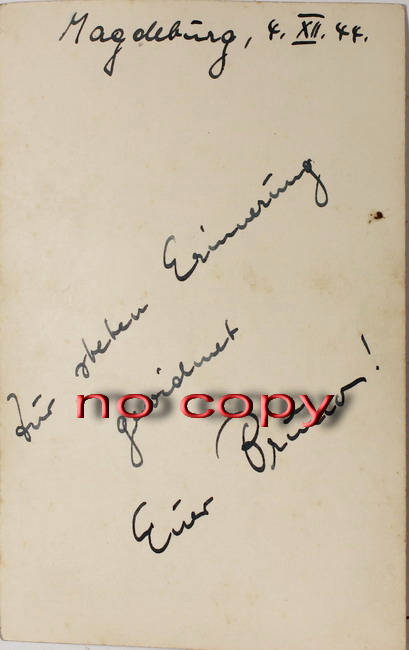 Magdeburg, 4. XII. 44.
Zur steten Erinnerung
gewidmet
no copy
Euer Bruno!